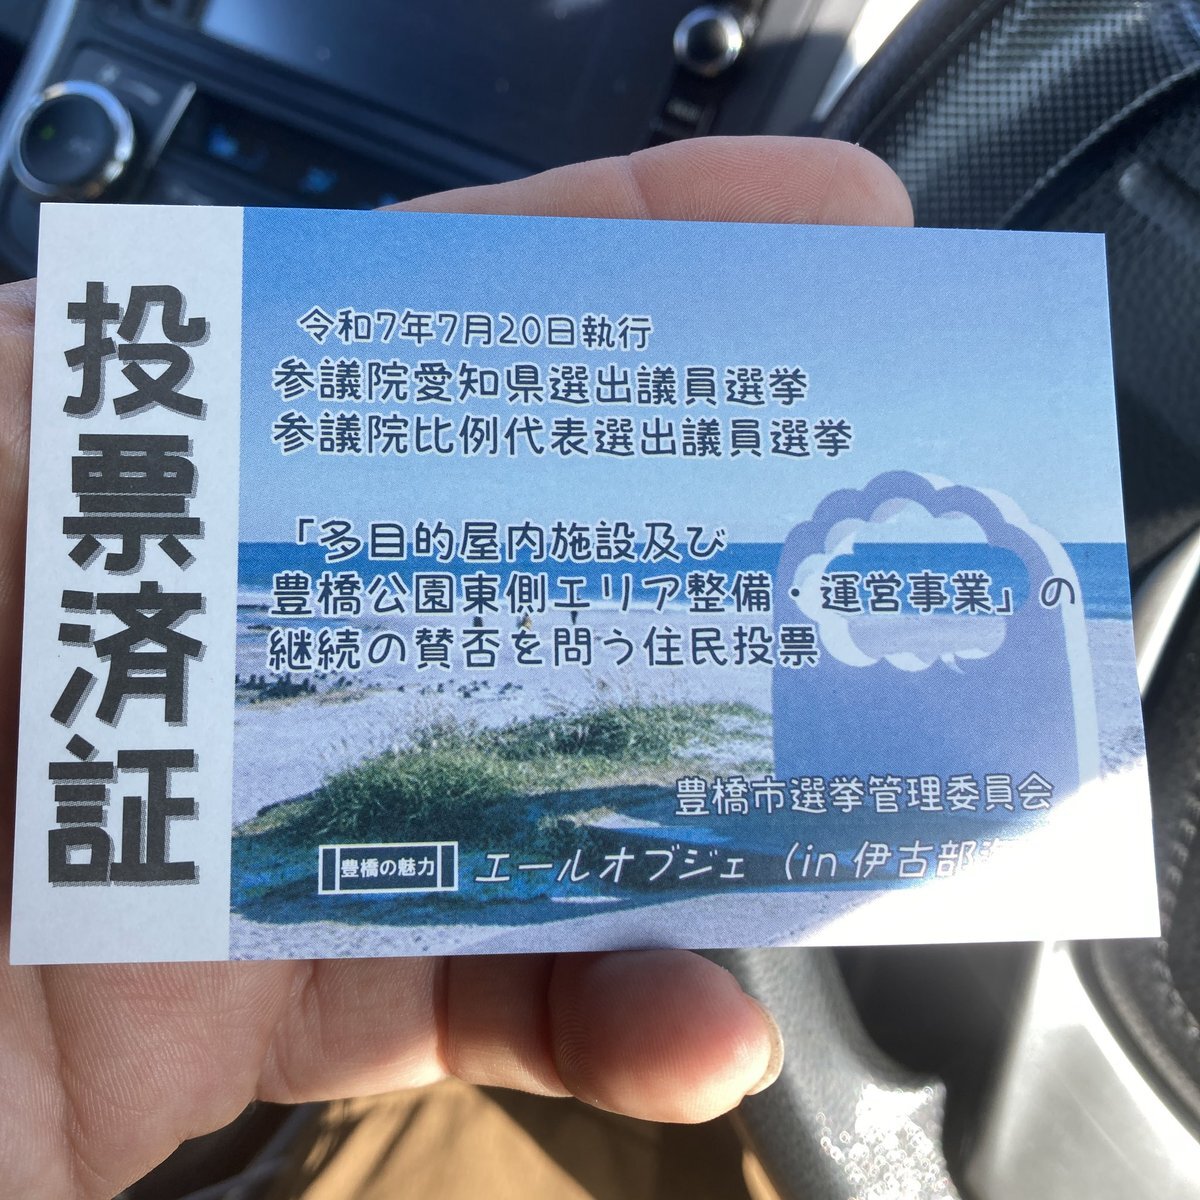 投票済証
令和7年7月20日執行
参議院愛知県選出議員選挙
参議院比例代表選出議員選挙
「多目的屋内施設及び
豊橋公園東側エリア整備・運営事業」の
継続の賛否を問う住民投票
豊橋市選挙管理委員会
豊橋の魅力 エールオブジェ (in 伊古部